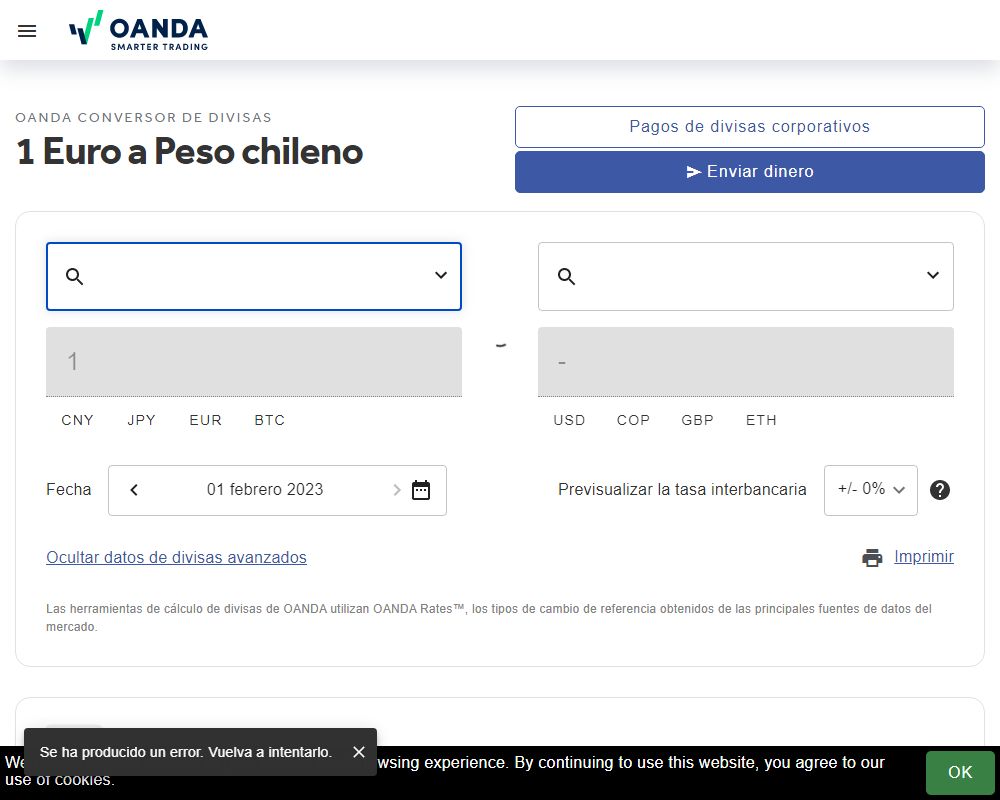 OANDA
SMARTER TRADING
OANDA CONVERSOR DE DIVISAS
1 Euro a Peso chileno
Pagos de divisas corporativos
Enviar dinero
1
-
CNY JPY EUR BTC
USD COP GBP ETH
Fecha
01 febrero 2023
Previsualizar la tasa interbancaria
+/- 0%
Ocultar datos de divisas avanzados
Imprimir
Las herramientas de cálculo de divisas de OANDA utilizan OANDA Rates™, los tipos de cambio de referencia obtenidos de las principales fuentes de datos del
mercado.
Se ha producido un error. Vuelva a intentarlo.
We
wsing experience. By continuing to use this website, you agree to our
use of cookies.
OK